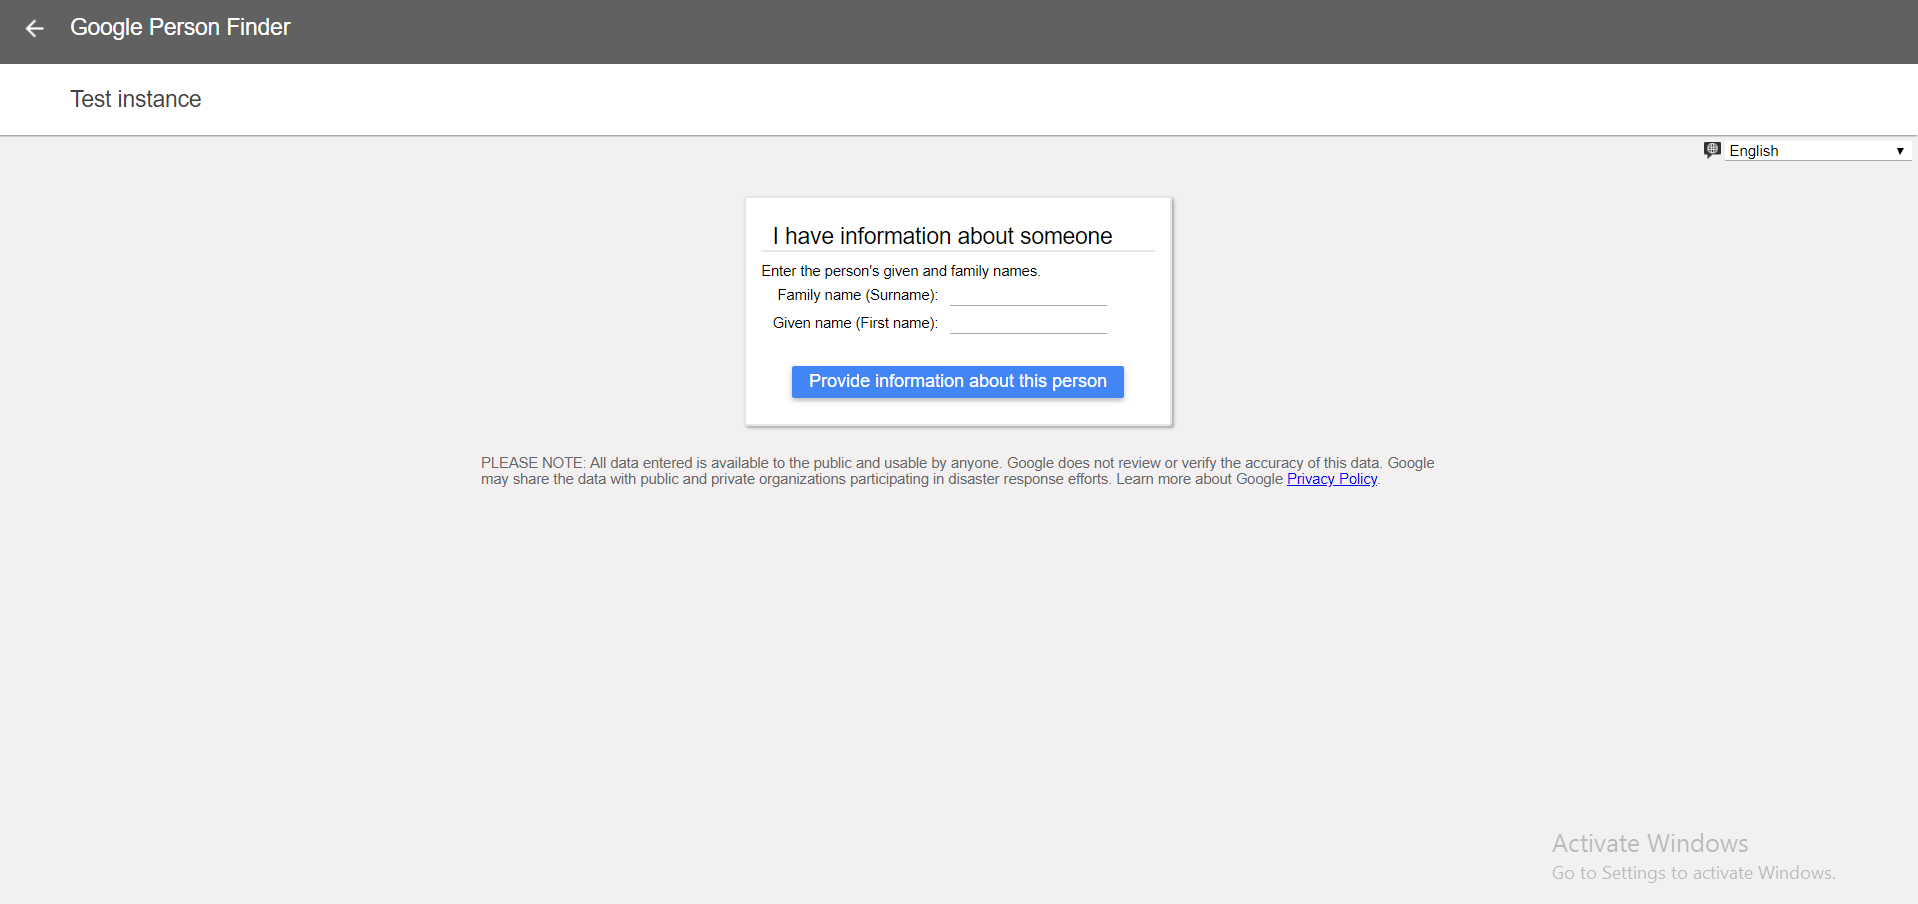 Google Person Finder
Test instance
English
I have information about someone
Enter the person's given and family names.
Family name (Surname):
Given name (First name):
Provide information about this person
PLEASE NOTE: All data entered is available to the public and usable by anyone. Google does not review or verify the accuracy of this data. Google
may share the data with public and private organizations participating in disaster response efforts. Learn more about Google Privacy Policy.
Activate Windows
Go to Settings to activate Windows.